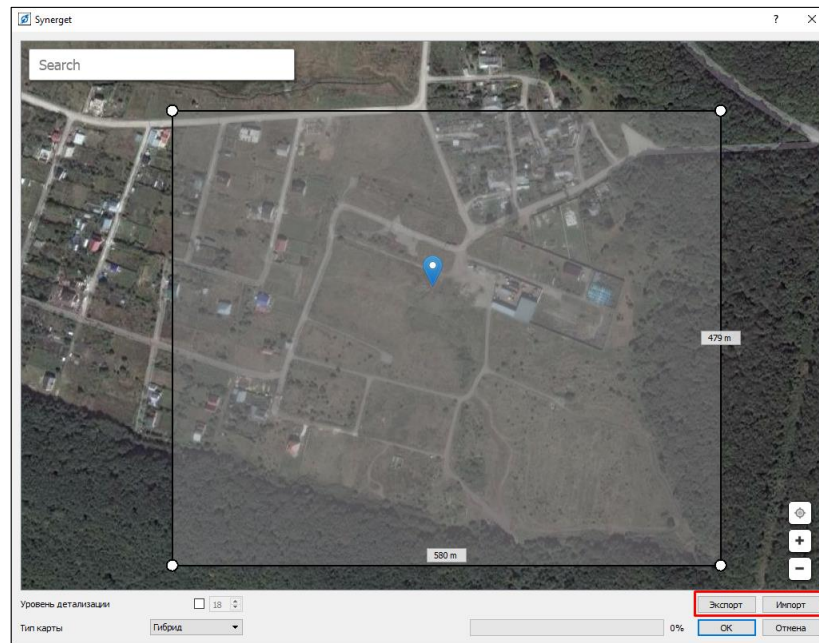 Synerget
Search
479 m
580 m
Уровень детализации 18 Экспорт Импорт
Тип карты Гибрид 0% OK Отмена